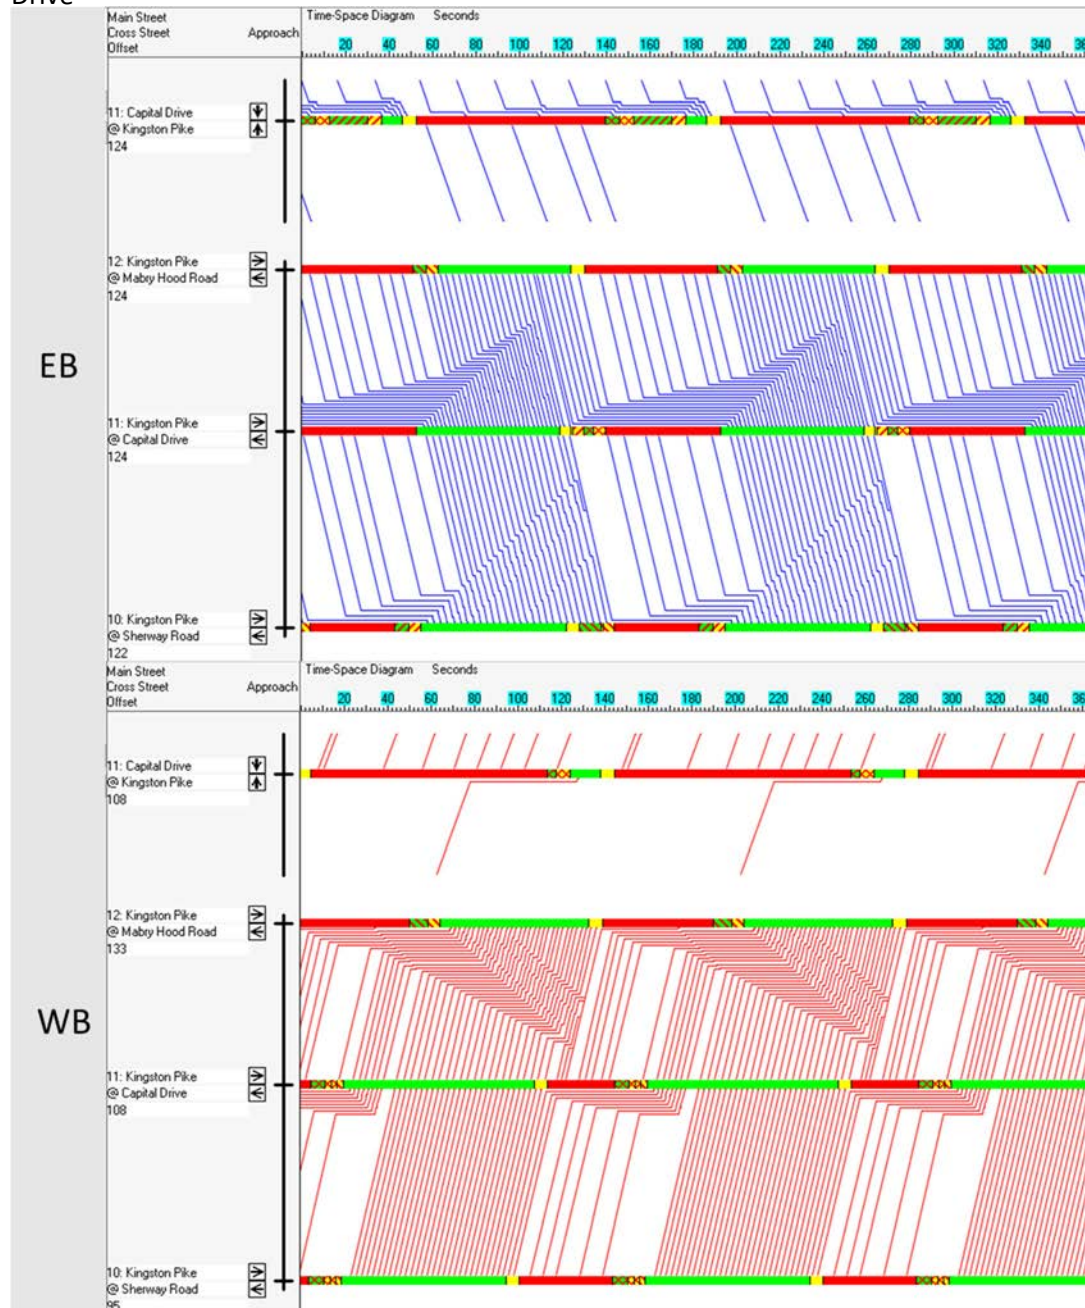 Drive
Main Street
Cross Street
Offset
Approach
Time-Space Diagram Seconds
20 40 60 80 100 120 140 160 180 200 220 240 260 280 300 320 340 36
11: Capital Drive
@ Kingston Pike
124
12: Kingston Pike
@ Mabry Hood Road
124
EB
11: Kingston Pike
@ Capital Drive
124
10: Kingston Pike
@ Sherway Road
122
Main Street
Cross Street
Offset
Approach
Time-Space Diagram Seconds
20 40 60 80 100 120 140 160 180 200 220 240 260 280 300 320 340 36
11: Capital Drive
@ Kingston Pike
108
12: Kingston Pike
@ Mabry Hood Road
133
WB
11: Kingston Pike
@ Capital Drive
108
10: Kingston Pike
@ Sherway Road
95